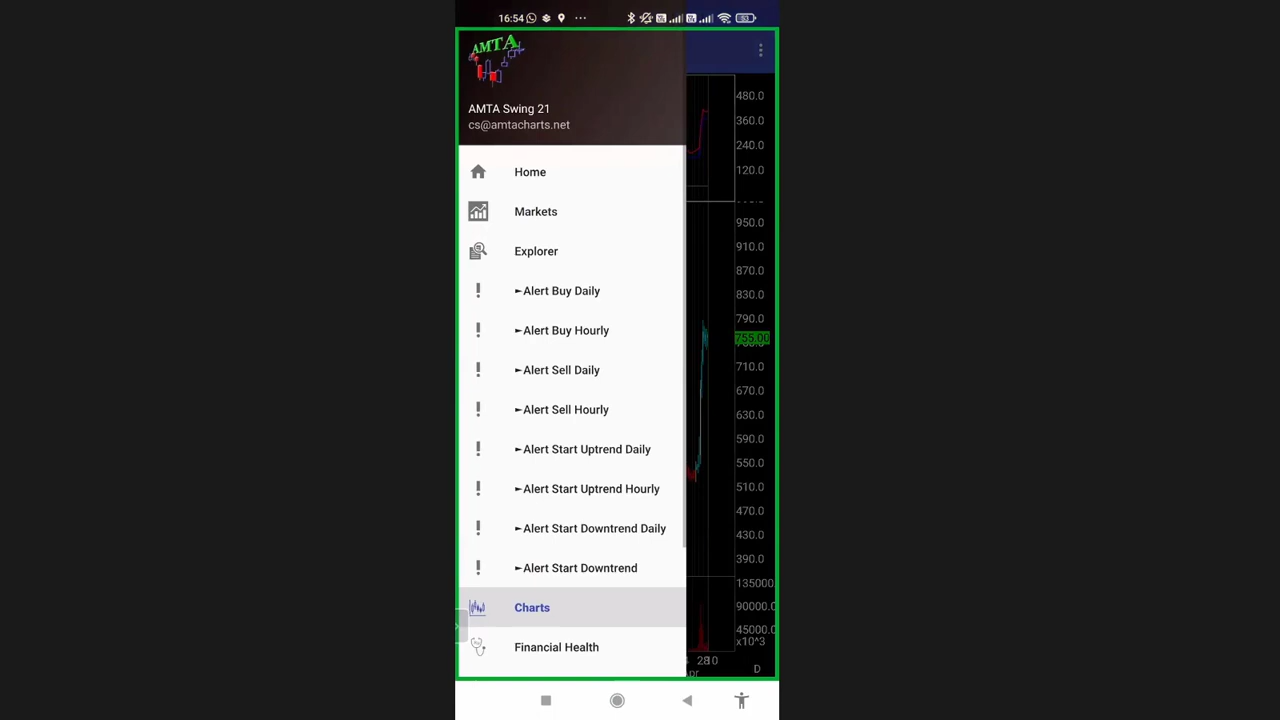 16:54
53
AMTA
AMTA Swing 21
cs@amtacharts.net
Home
Markets
Explorer
►Alert Buy Daily
►Alert Buy Hourly
►Alert Sell Daily
►Alert Sell Hourly
►Alert Start Uptrend Daily
►Alert Start Uptrend Hourly
►Alert Start Downtrend Daily
►Alert Start Downtrend
Charts
Financial Health
480.0
360.0
240.0
120.0
950.0
910.0
870.0
830.0
790.0
755.00
710.0
670.0
630.0
590.0
550.0
510.0
470.0
430.0
390.0
135000.
90000.0
45000.0
x10^3
28
10
D